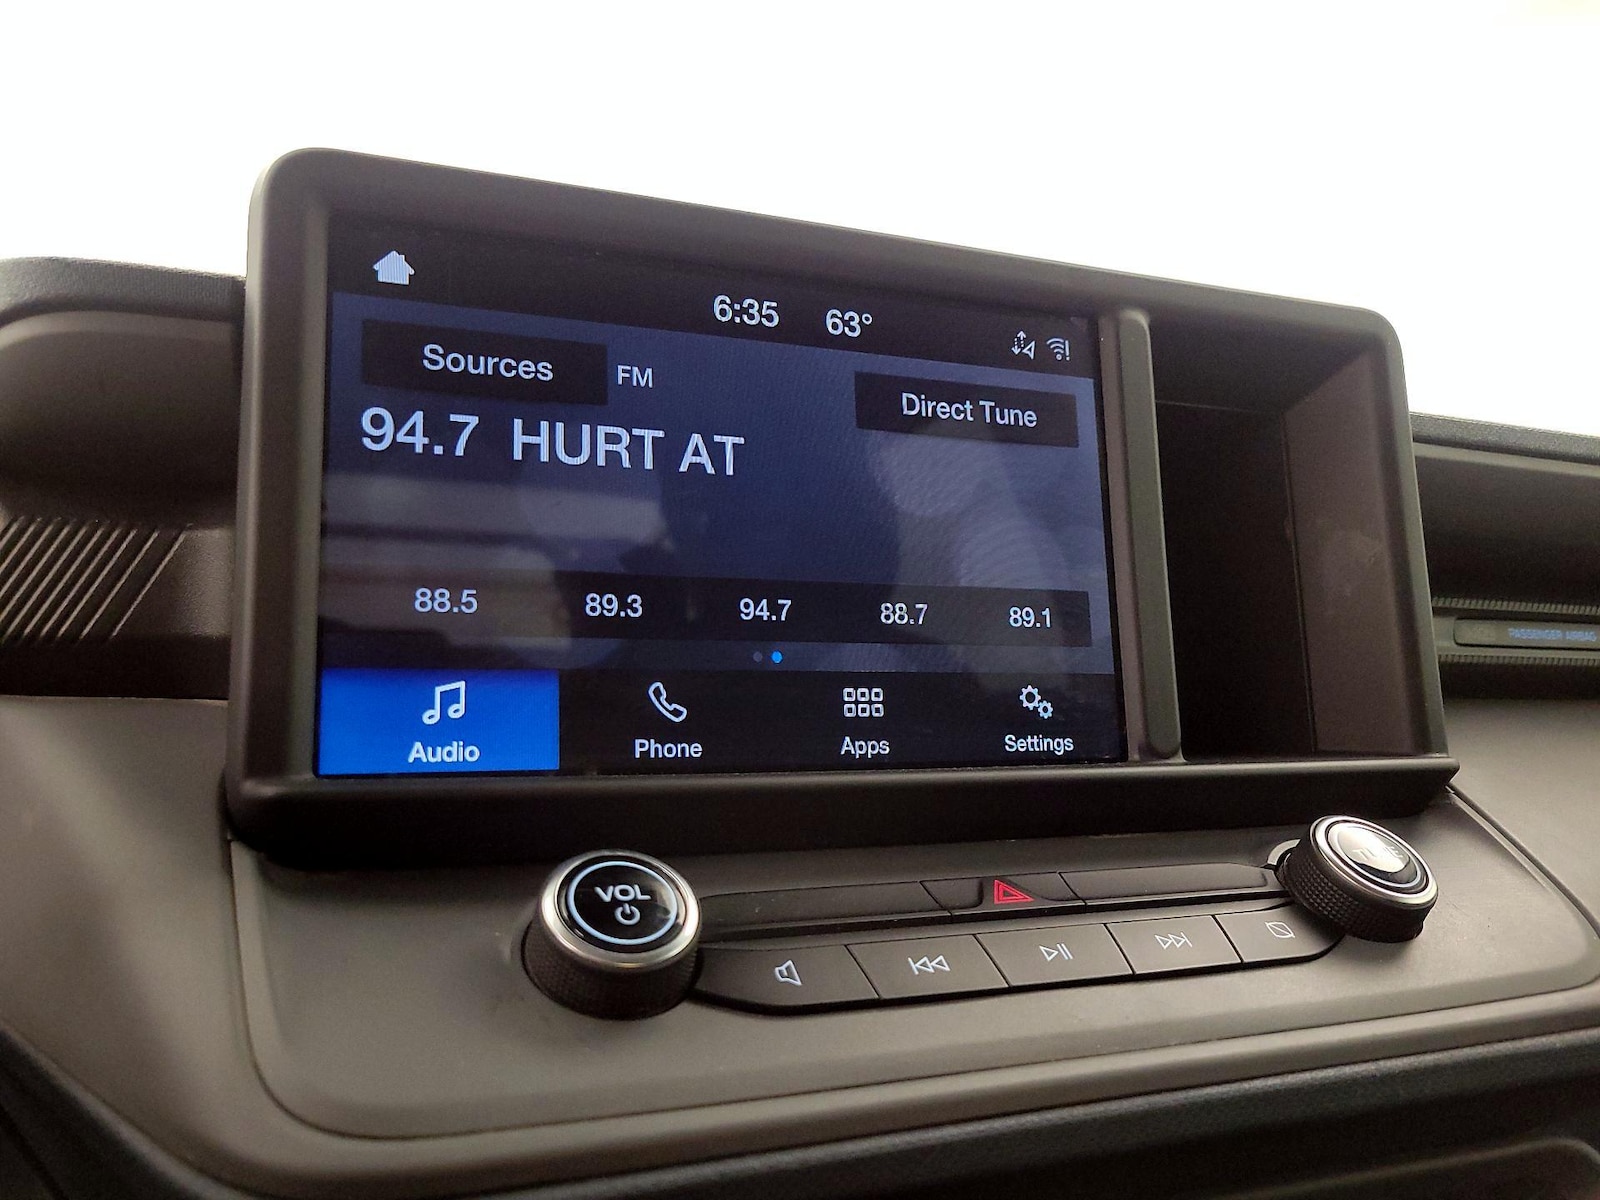 6:35 63°
Sources FM
Direct Tune
94.7 HURT AT
88.5 89.3 94.7 88.7 89.1
Audio Phone Apps Settings
PASSENGER AIRBAG
VOL
TUNE